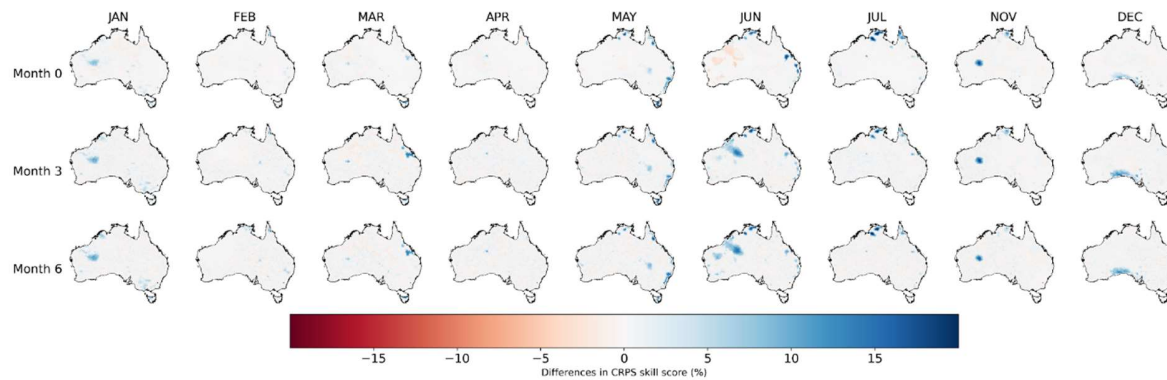 JAN FEB MAR APR MAY JUN JUL NOV DEC
Month 0
Month 3
Month 6
−15 −10 −5 0 5 10 15
Differences in CRPS skill score (%)